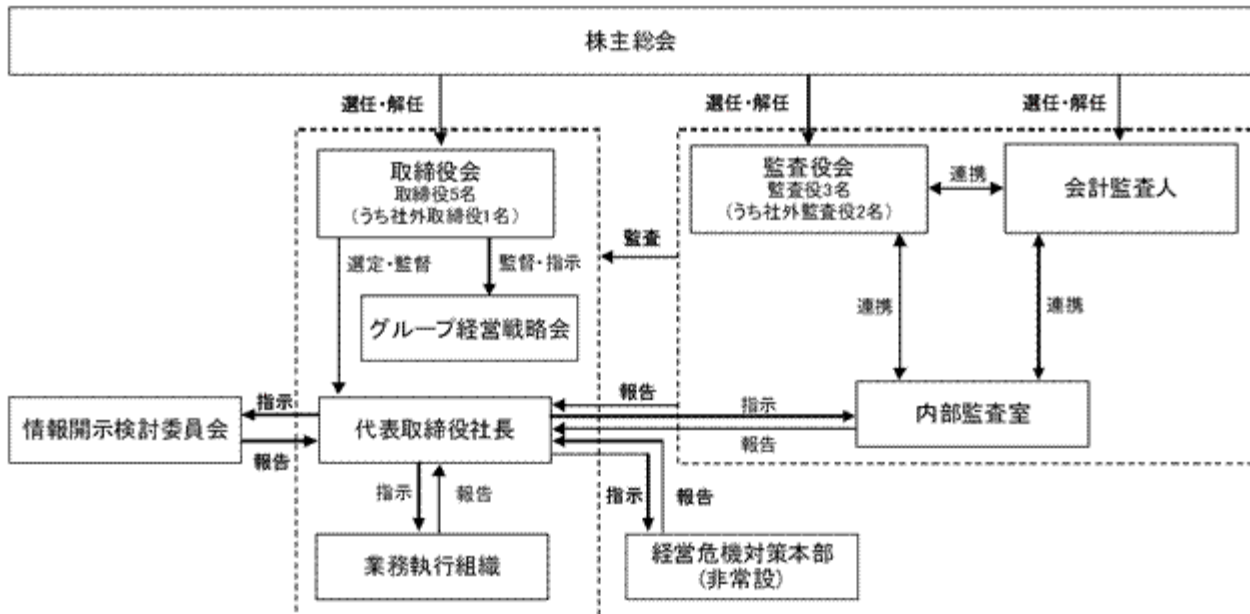 株主総会
選任・解任
選任・解任
選任・解任
取締役会
取締役5名
(うち社外取締役1名)
監査役会
監査役3名
(うち社外監査役2名)
連携
会計監査人
監査
選定・監督
監督・指示
グループ経営戦略会
連携
連携
情報開示検討委員会
指示
報告
代表取締役社長
報告
指示
報告
内部監査室
指示
報告
指示
報告
業務執行組織
経営危機対策本部
(非常設)